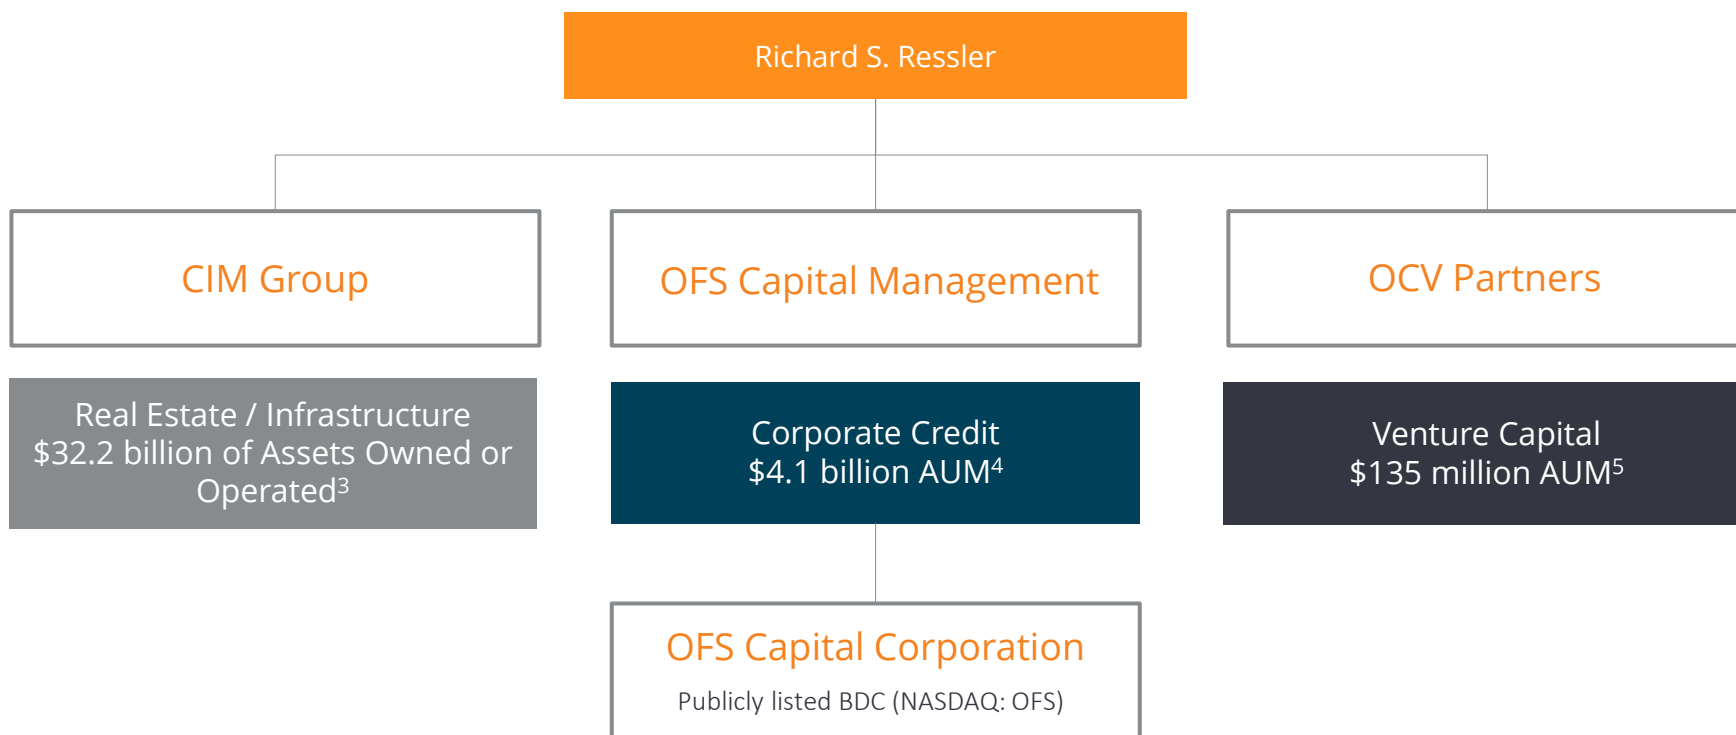 Richard S. Ressler
CIM Group
OFS Capital Management
OCV Partners
Real Estate / Infrastructure
$32.2 billion of Assets Owned or
Operated³
Corporate Credit
$4.1 billion AUM⁴
Venture Capital
$135 million AUM⁵
OFS Capital Corporation
Publicly listed BDC (NASDAQ: OFS)